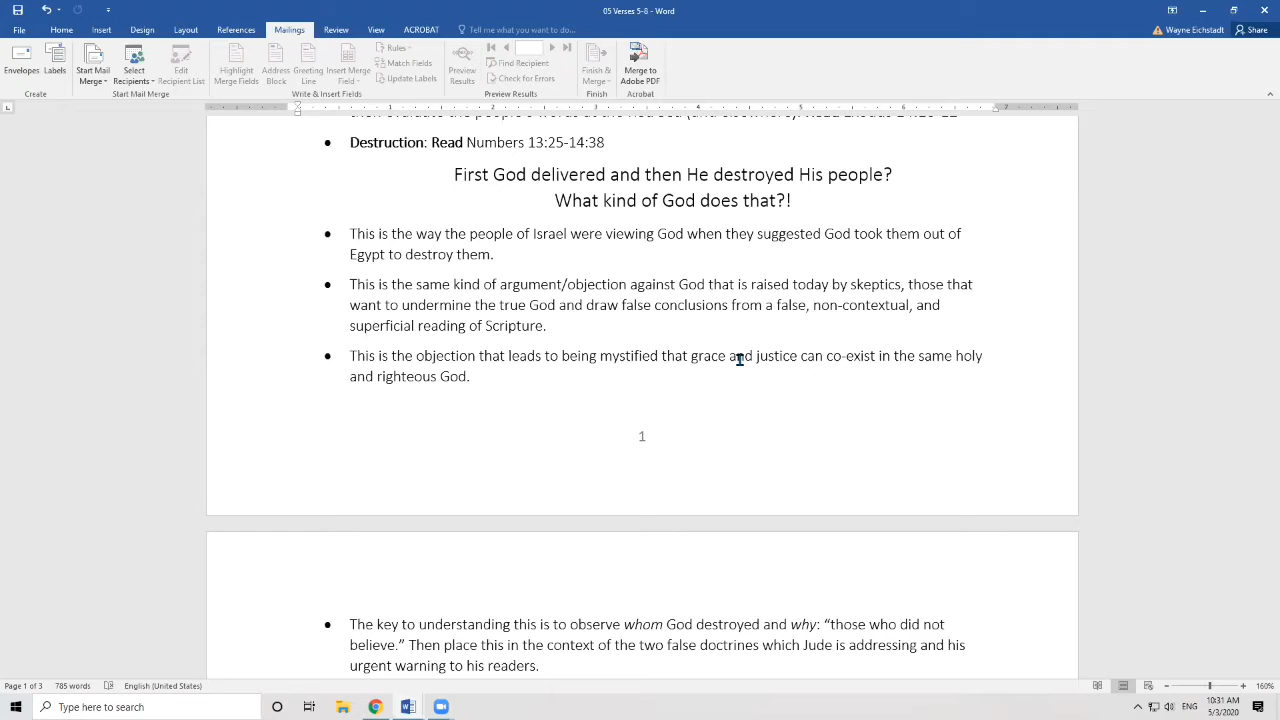 05 Verses 5-8 - Word
File Home Insert Draw Design Layout References Mailings Review View ACROBAT Tell me what you want to do... Wayne Eichstadt Share
Envelopes Labels Start Mail Merge Select Recipients Edit Recipient List Highlight Merge Fields Address Block Greeting Line Insert Merge Field Rules Match Fields Update Labels Preview Results Find Recipient Check for Errors Finish & Merge Merge to Adobe PDF
Create Start Mail Merge Write & Insert Fields Preview Results Finish Acrobat
1 2 3 4 5 6 7
• Destruction: Read Numbers 13:25-14:38
First God delivered and then He destroyed His people?
What kind of God does that?!
• This is the way the people of Israel were viewing God when they suggested God took them out of
Egypt to destroy them.
• This is the same kind of argument/objection against God that is raised today by skeptics, those that
want to undermine the true God and draw false conclusions from a false, non-contextual, and
superficial reading of Scripture.
• This is the objection that leads to being mystified that grace and justice can co-exist in the same holy
and righteous God.
1
• The key to understanding this is to observe whom God destroyed and why: “those who did not
believe.” Then place this in the context of the two false doctrines which Jude is addressing and his
urgent warning to his readers.
Page 1 of 3 785 words English (United States) 160%
Type here to search 10:31 AM
5/3/2020